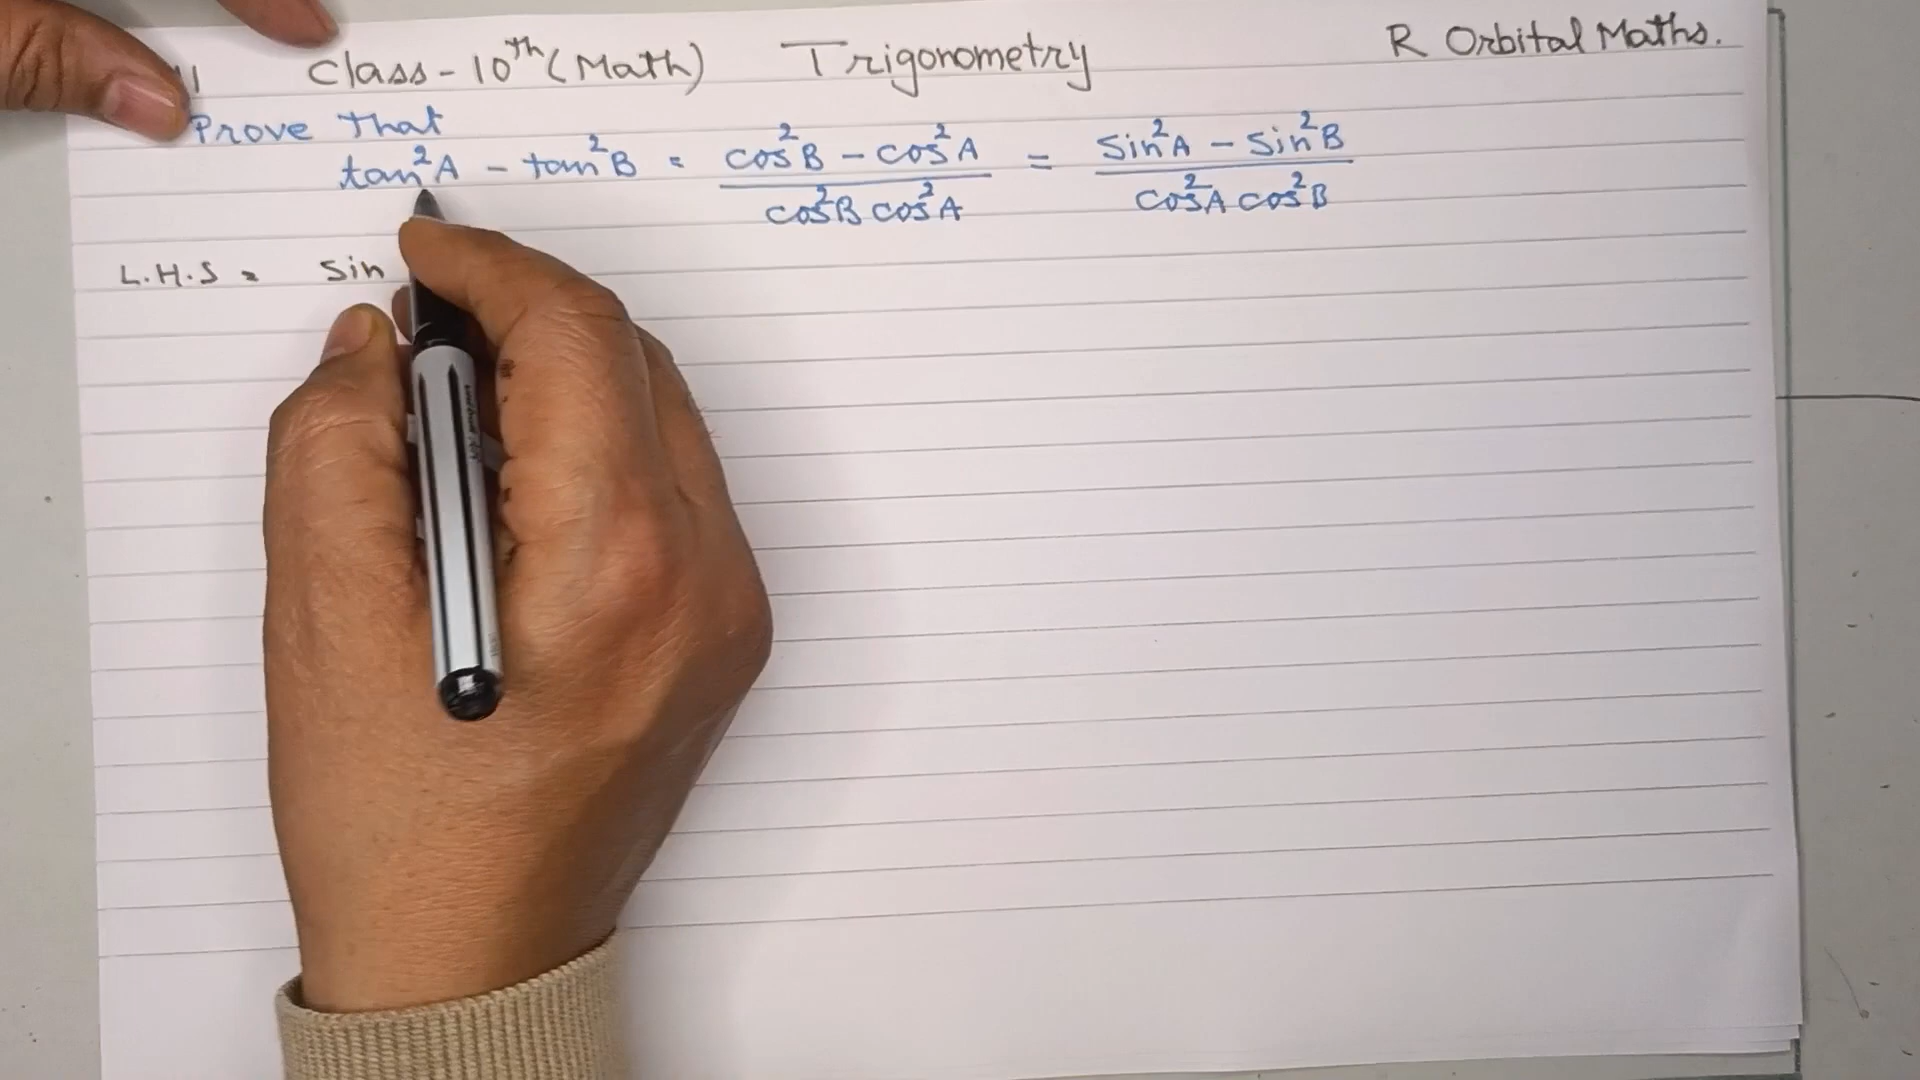 11 Class-10th (Math) Trigonometry R Orbital Maths.
Prove that
tan²A - tan²B = cos²B - cos²A / cos²B cos²A = sin²A - sin²B / cos²A cos²B
L.H.S = sin